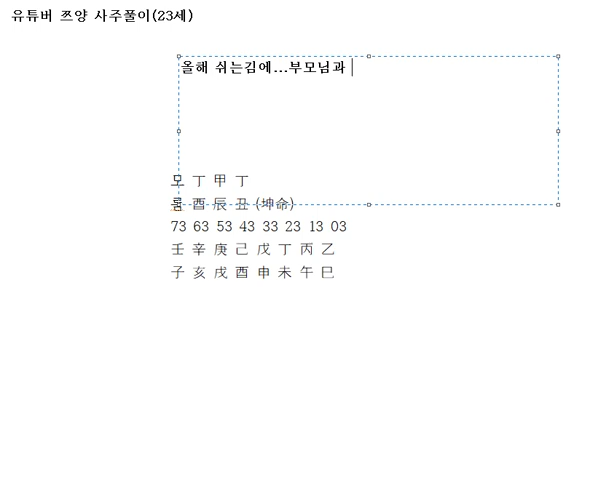 유튜버 쯔양 사주풀이(23세)
올해 쉬는김에...부모님과
모 丁 甲 丁
름 酉 辰 丑 (坤命)
73 63 53 43 33 23 13 03
壬 辛 庚 己 戊 丁 丙 乙
子 亥 戌 酉 申 未 午 巳